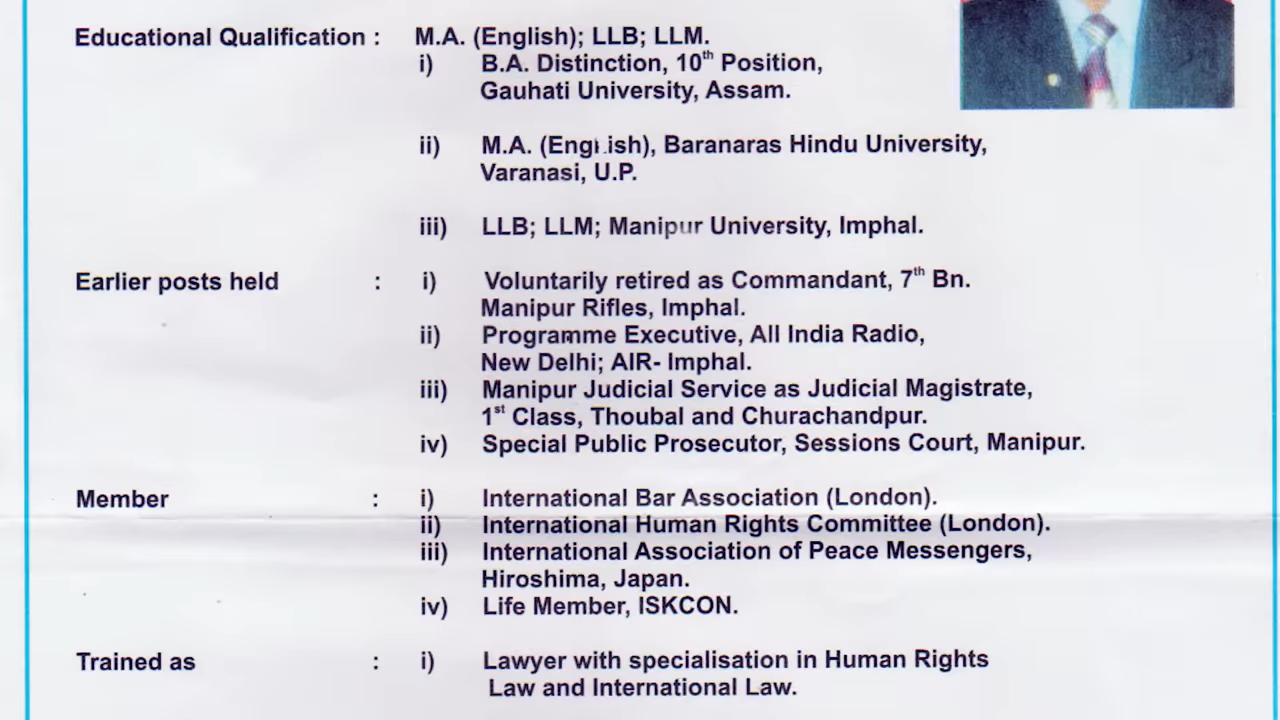 Educational Qualification : M.A. (English); LLB; LLM.
i) B.A. Distinction, 10th Position,
Gauhati University, Assam.
ii) M.A. (English), Baranaras Hindu University,
Varanasi, U.P.
iii) LLB; LLM; Manipur University, Imphal.
Earlier posts held : i) Voluntarily retired as Commandant, 7th Bn.
Manipur Rifles, Imphal.
ii) Programme Executive, All India Radio,
New Delhi; AIR- Imphal.
iii) Manipur Judicial Service as Judicial Magistrate,
1st Class, Thoubal and Churachandpur.
iv) Special Public Prosecutor, Sessions Court, Manipur.
Member : i) International Bar Association (London).
ii) International Human Rights Committee (London).
iii) International Association of Peace Messengers,
Hiroshima, Japan.
iv) Life Member, ISKCON.
Trained as : i) Lawyer with specialisation in Human Rights
Law and International Law.